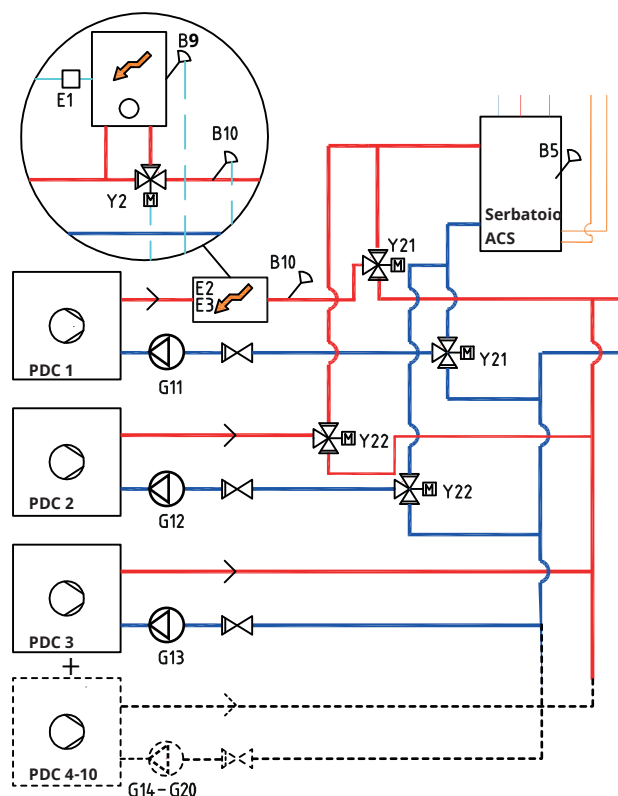 B9
E1
B10
Y2
M
B5
Serbatoio
ACS
Y21
M
B10
E2
E3
PDC 1
G11
M
Y21
M
Y22
PDC 2
G12
M
Y22
PDC 3
G13
+
PDC 4-10
G14-G20